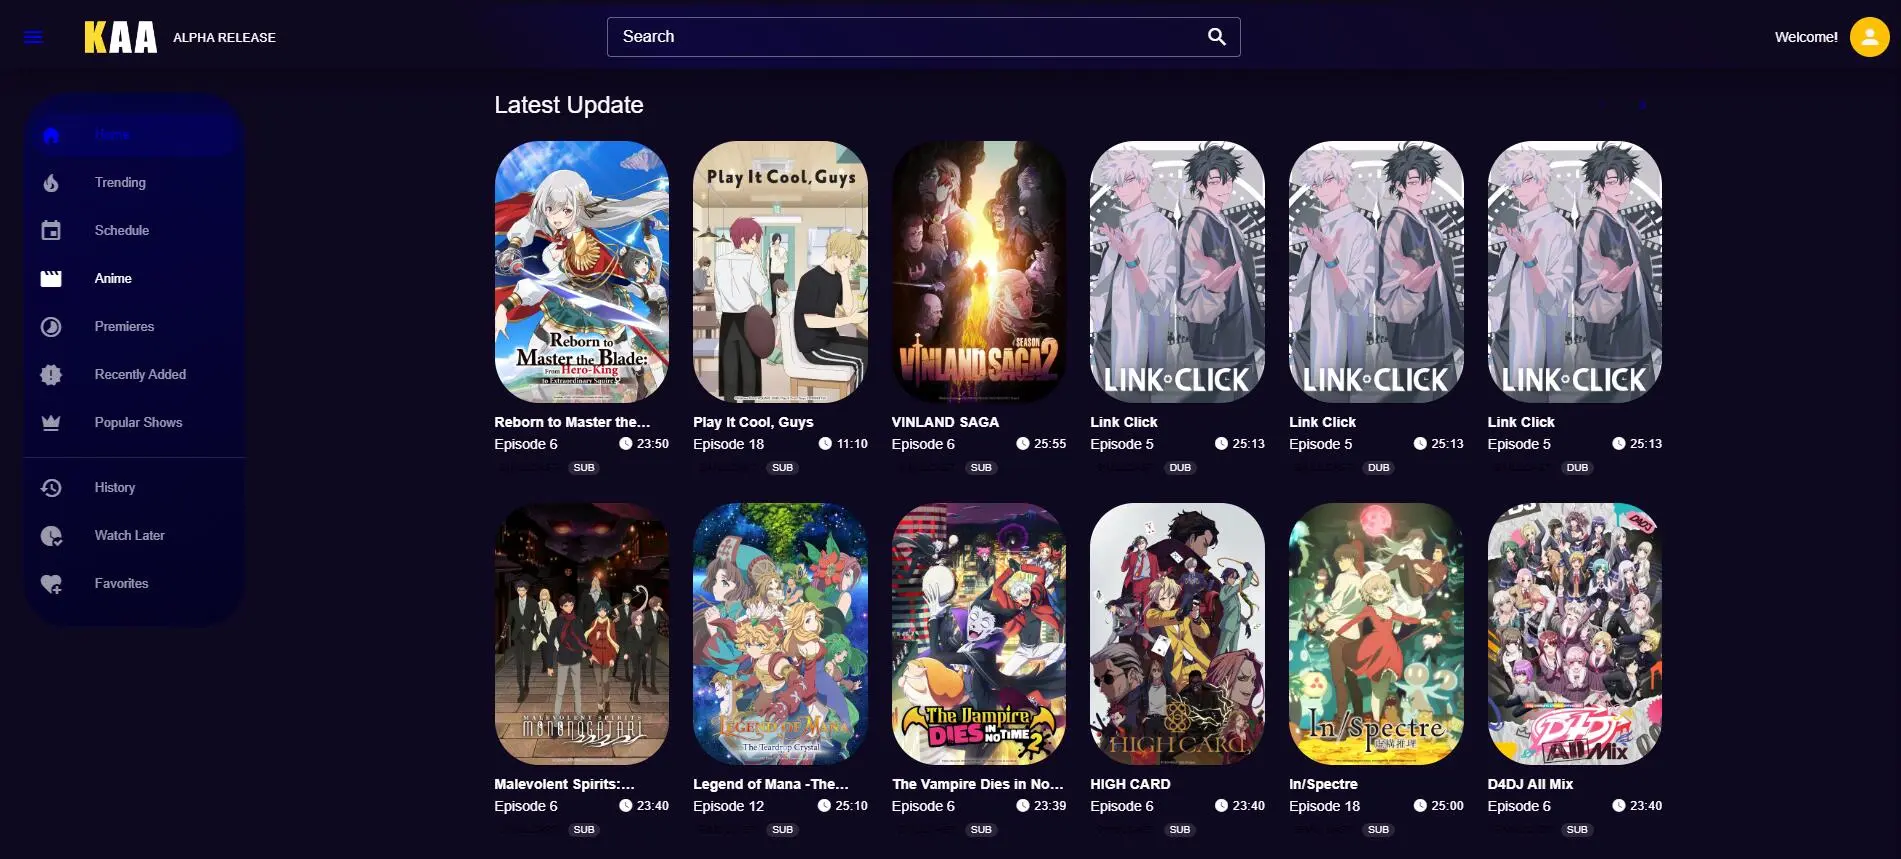 KAA ALPHA RELEASE
Search
Welcome!
Home
Trending
Schedule
Anime
Premieres
Recently Added
Popular Shows
History
Watch Later
Favorites
Latest Update
Play It Cool, Guys
Reborn to
Master the Blade:
From Hero-King
to Extraordinary Squire
SEASON
VINLAND SAGA 2
LINK CLICK
LINK CLICK
LINK CLICK
Reborn to Master the...
Episode 6 23:50
SUB
Play It Cool, Guys
Episode 18 11:10
SUB
VINLAND SAGA
Episode 6 25:55
SUB
Link Click
Episode 5 25:13
DUB
Link Click
Episode 5 25:13
DUB
Link Click
Episode 5 25:13
DUB
MALEVOLENT SPIRITS
MONONOGATARI
LEGEND OF MANA
The Teardrop Crystal
The Vampire
DIES IN NO TIME 2
HIGH CARD
In/Spectre
虚構推理
D4DJ
D4DJ
All Mix
Malevolent Spirits:...
Episode 6 23:40
SUB
Legend of Mana -The...
Episode 12 25:10
SUB
The Vampire Dies in No...
Episode 6 23:39
SUB
HIGH CARD
Episode 6 23:40
SUB
In/Spectre
Episode 18 25:00
SUB
D4DJ All Mix
Episode 6 23:40
SUB